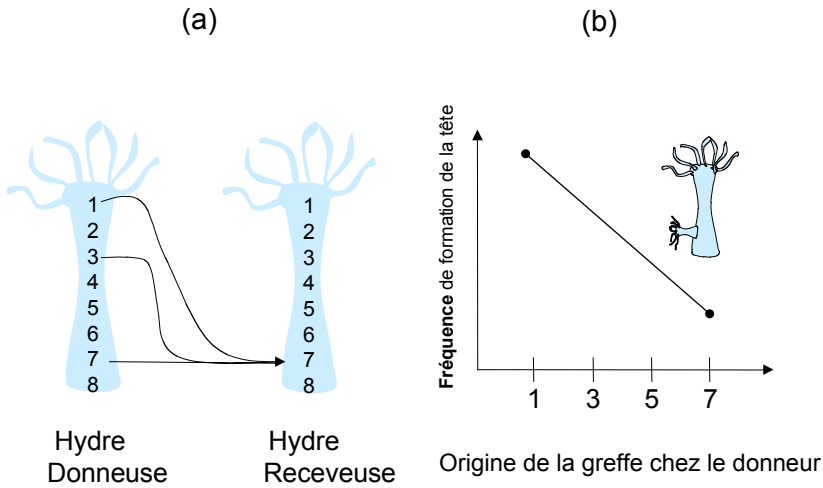 (a)
(b)
1
2
3
4
5
6
7
8
1
2
3
4
5
6
7
8
Hydre
Donneuse
Hydre
Receveuse
Fréquence de formation de la tête
1 3 5 7
Origine de la greffe chez le donneur